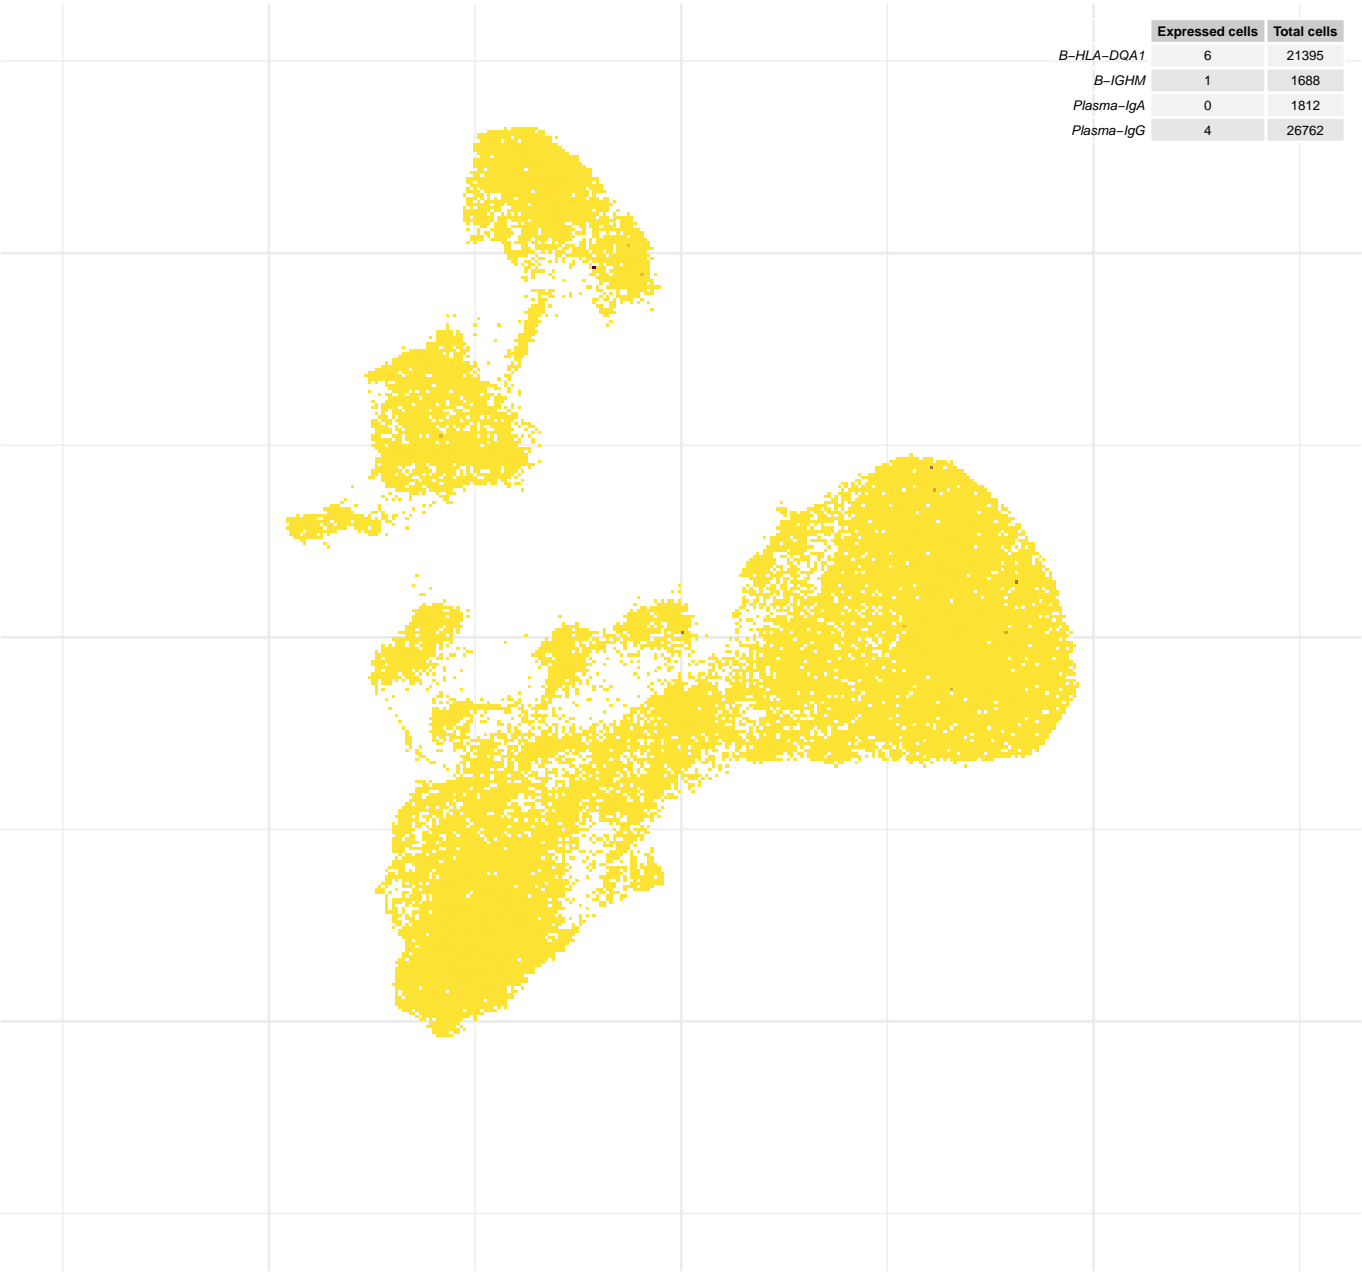 Expressed cells Total cells
B−HLA−DQA1 6 21395
B−IGHM 1 1688
Plasma−IgA 0 1812
Plasma−IgG 4 26762